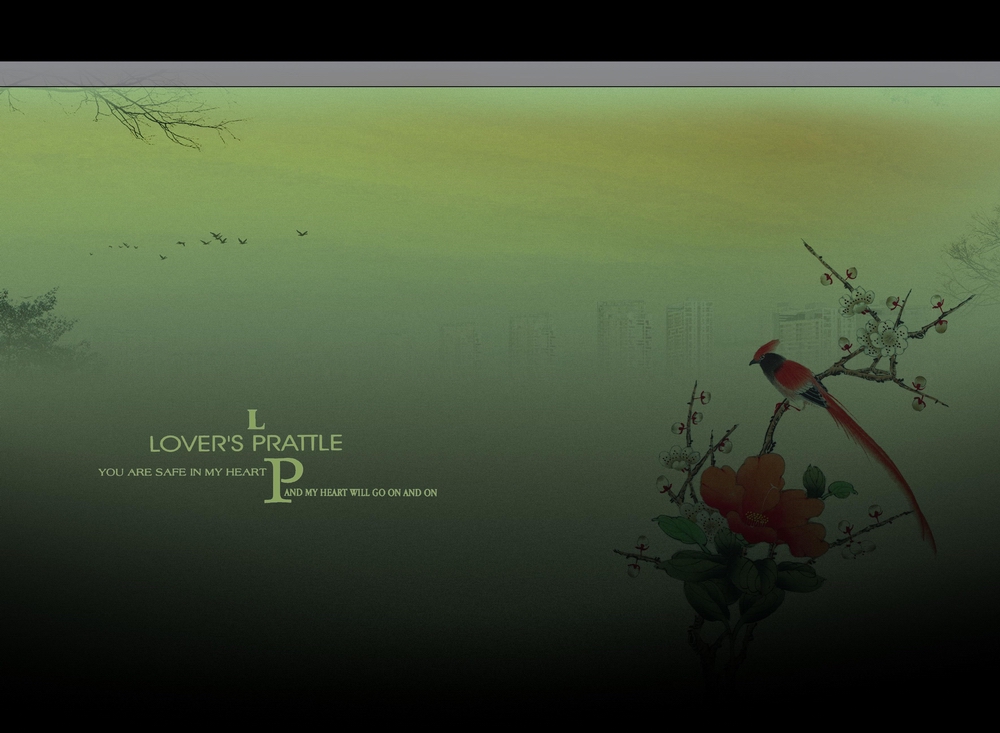 L
LOVER'S PRATTLE
YOU ARE SAFE IN MY HEART
P
AND MY HEART WILL GO ON AND ON